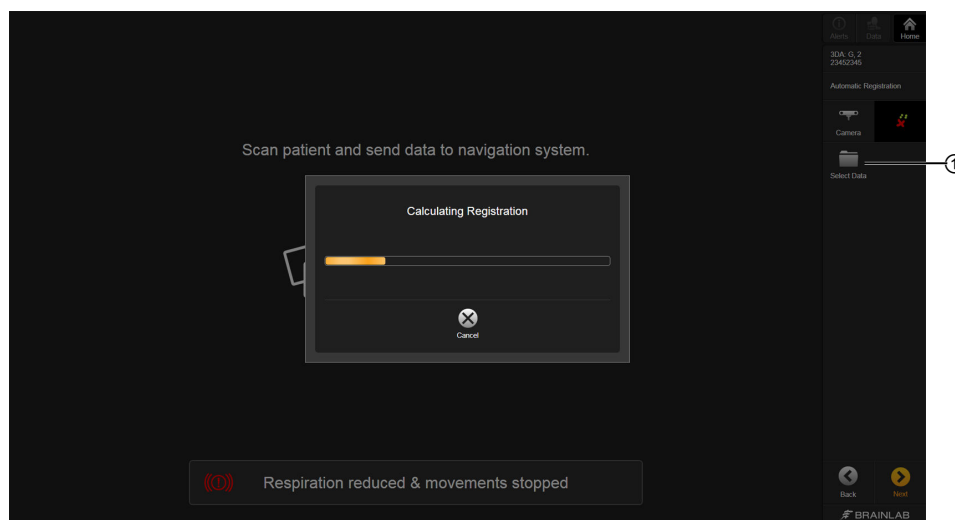 Alerts Data Home
3DA: G, 2
23452345
Automatic Registration
Camera
Select Data
1
Scan patient and send data to navigation system.
Calculating Registration
Cancel
Respiration reduced & movements stopped
Back Next
BRAINLAB